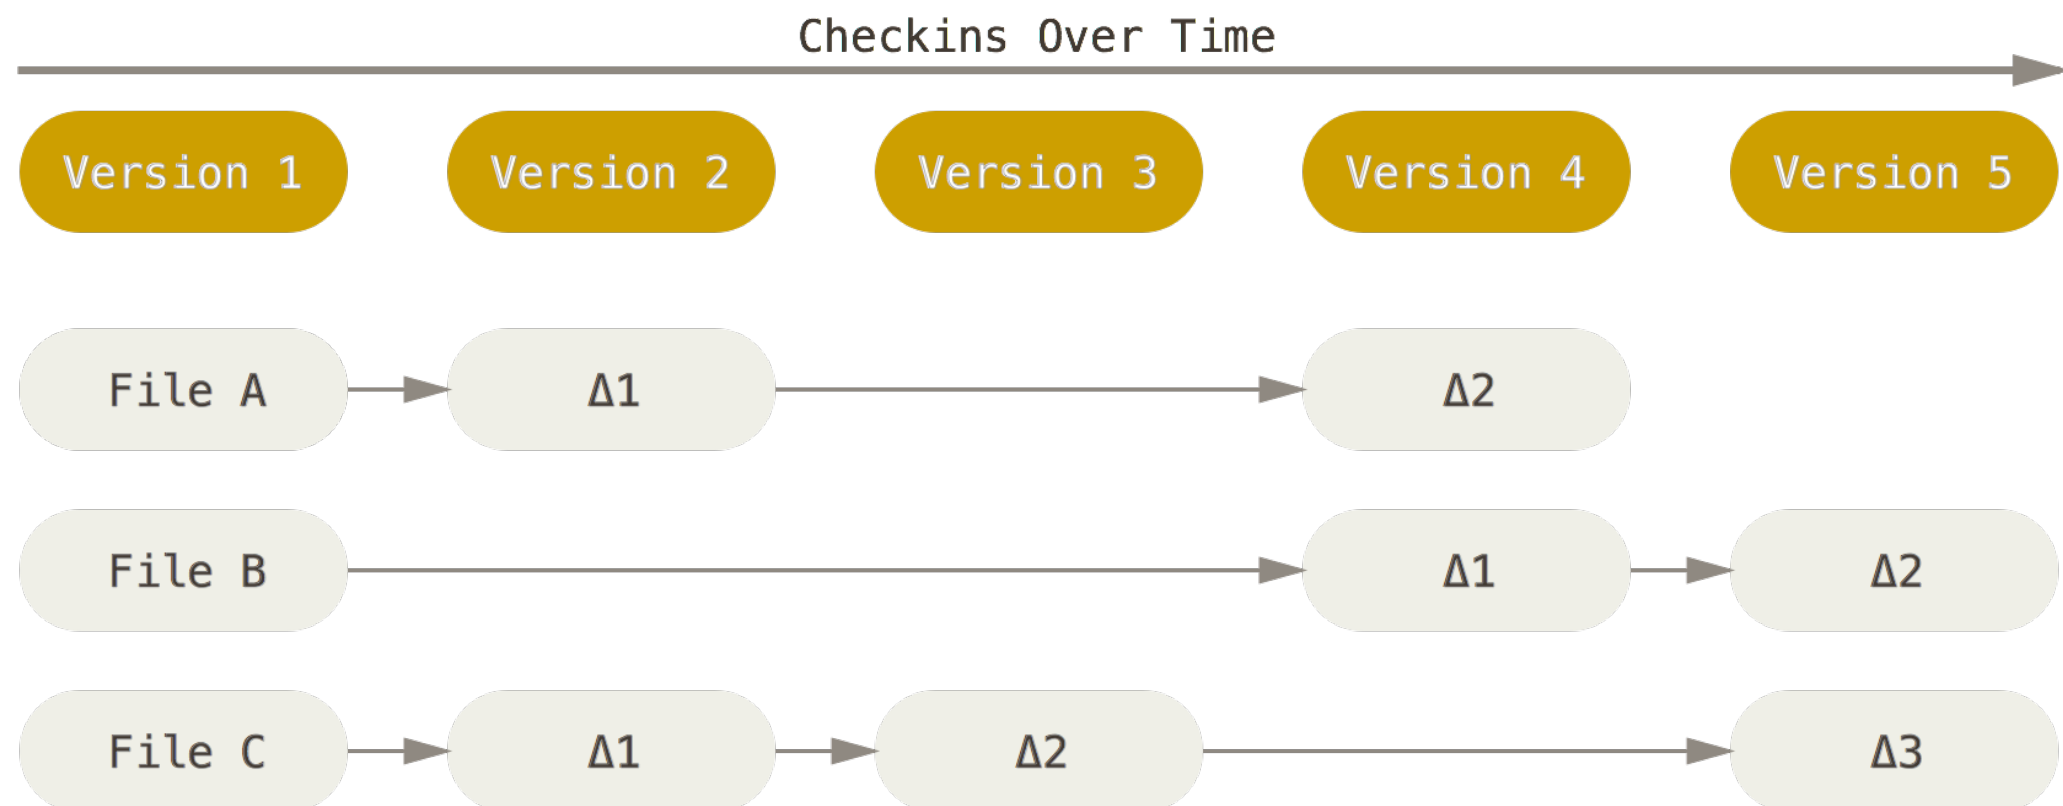 Checkins Over Time
Version 1 Version 2 Version 3 Version 4 Version 5
File A Δ1 Δ2
File B Δ1 Δ2
File C Δ1 Δ2 Δ3